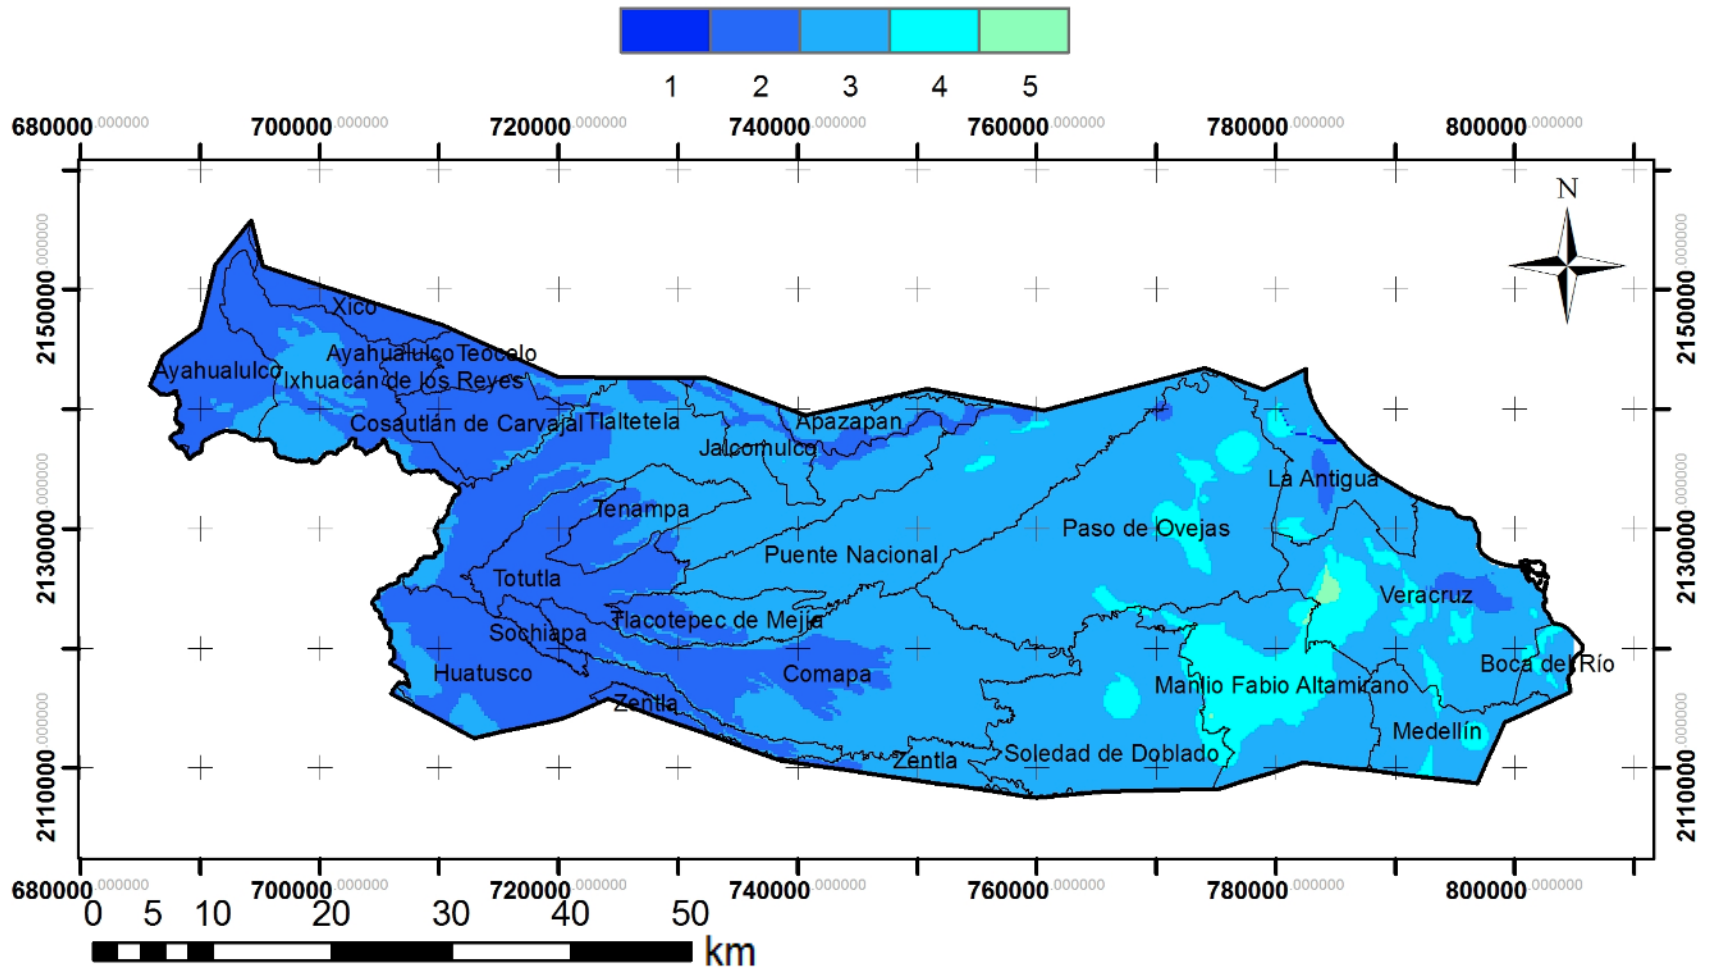 1 2 3 4 5
680000.000000 700000.000000 720000.000000 740000.000000 760000.000000 780000.000000 800000.000000
N
2150000.000000 2150000.000000
Xico
Ayahualulco Teocelo
Ayahualulco Ixhuacán de los Reyes
Cosautlán de Carvajal Tlaltetela Apazapan
Jalcomulco
La Antigua
Tenampa
Paso de Ovejas
2130000.000000 2130000.000000
Puente Nacional
Totutla
Veracruz
Tlacotepec de Mejía
Sochiapa
Boca del Río
Huatusco Comapa
Manlio Fabio Altamirano
Zentla
Medellín
Soledad de Doblado
Zentla
2110000.000000 2110000.000000
680000.000000 700000.000000 720000.000000 740000.000000 760000.000000 780000.000000 800000.000000
0 5 10 20 30 40 50
km